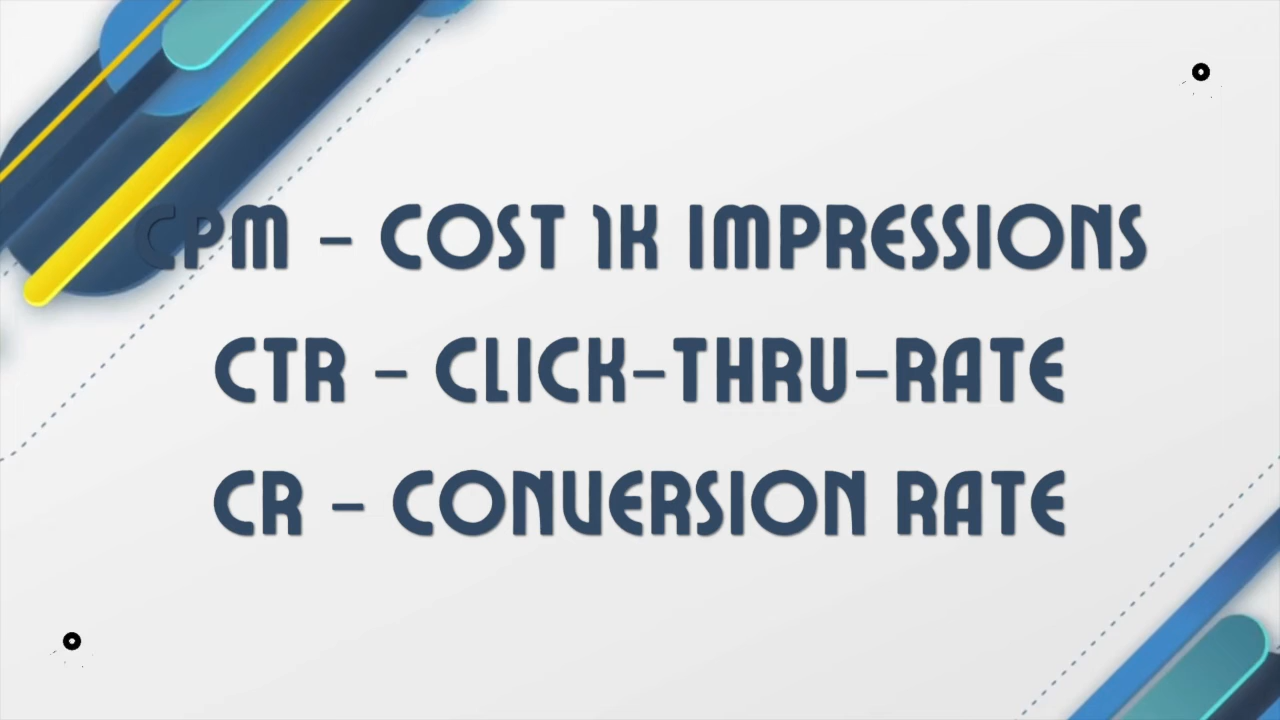 CPM - COST 1K IMPRESSIONS
CTR - CLICK-THRU-RATE
CR - CONVERSION RATE